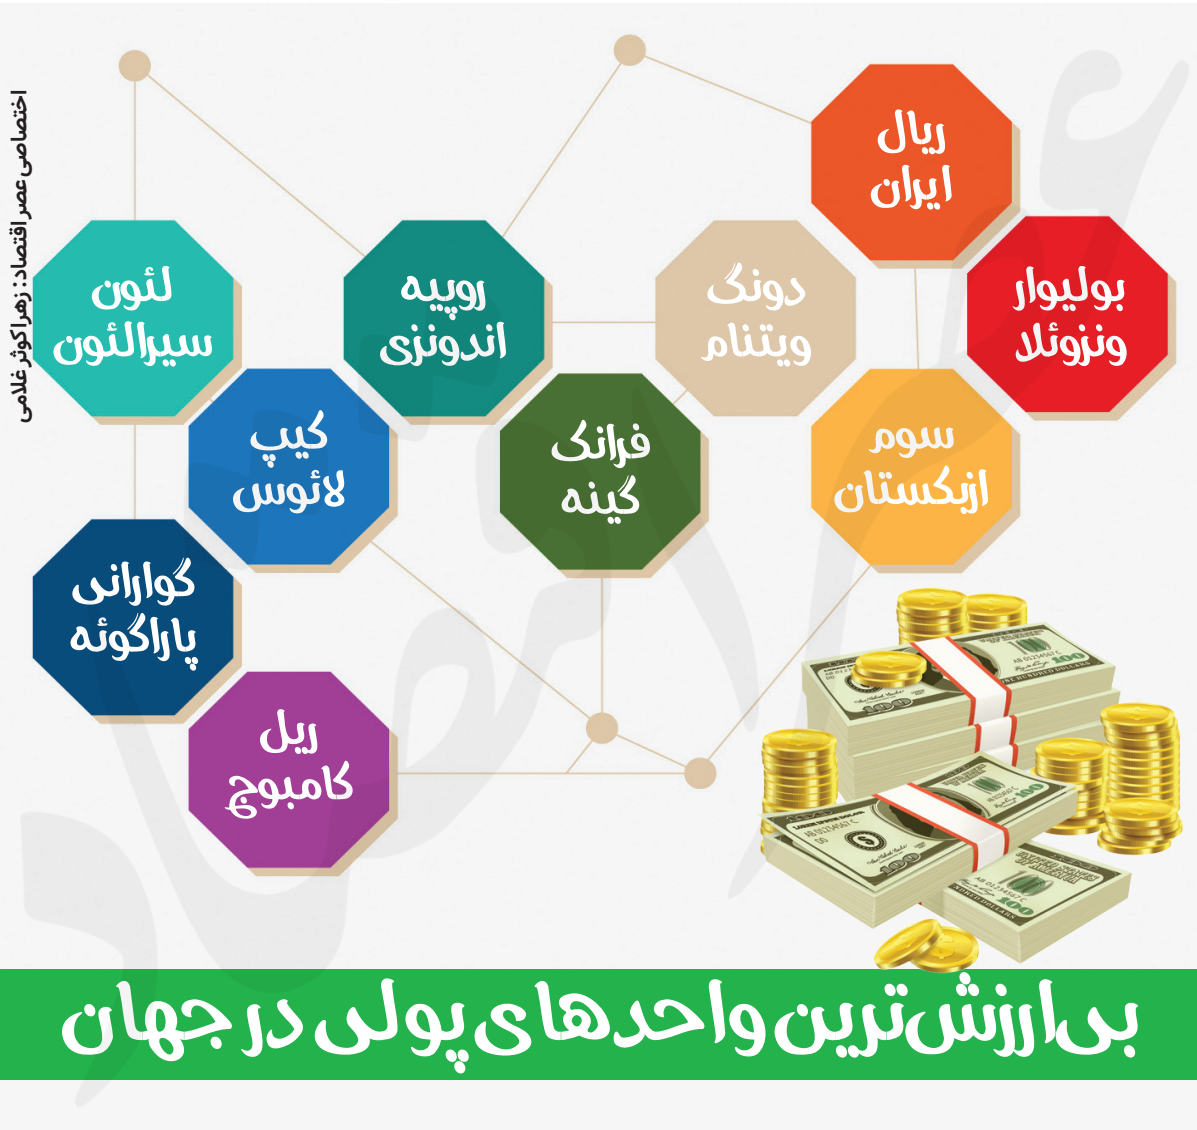 ریال
ایران
بولیوار
ونزوئلا
دونگ
ویتنام
روپیه
اندونزی
لئون
سیرالئون
سوم
ازبکستان
فرانک
گینه
کیپ
لائوس
گوارانی
پاراگوئه
ریل
کامبوج
بی‌ارزش‌ترین واحدهای پولی در جهان
اختصاصی عصر اقتصاد: زهرا کوثر غلامی